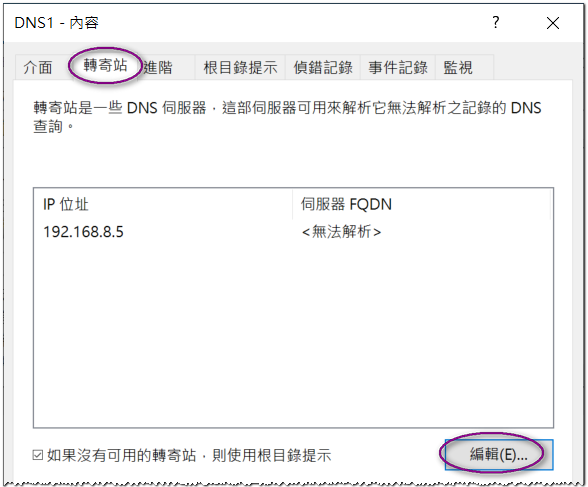 DNS1 - 內容
?
介面 轉寄站 進階 根目錄提示 偵錯記錄 事件記錄 監視
轉寄站是一些 DNS 伺服器，這部伺服器可用來解析它無法解析之記錄的 DNS
查詢。
IP 位址 伺服器 FQDN
192.168.8.5 <無法解析>
如果沒有可用的轉寄站，則使用根目錄提示 編輯(E)...